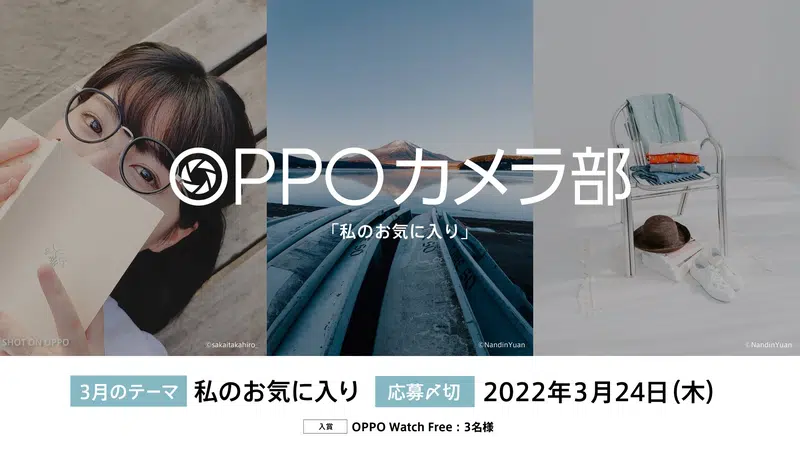 OPPOカメラ部
「私のお気に入り」
SHOT ON OPPO
©sakaitakahiro
©NandinYuan
©NandinYuan
3月のテーマ 私のお気に入り 応募〆切 2022年3月24日(木)
入賞 OPPO Watch Free：3名様